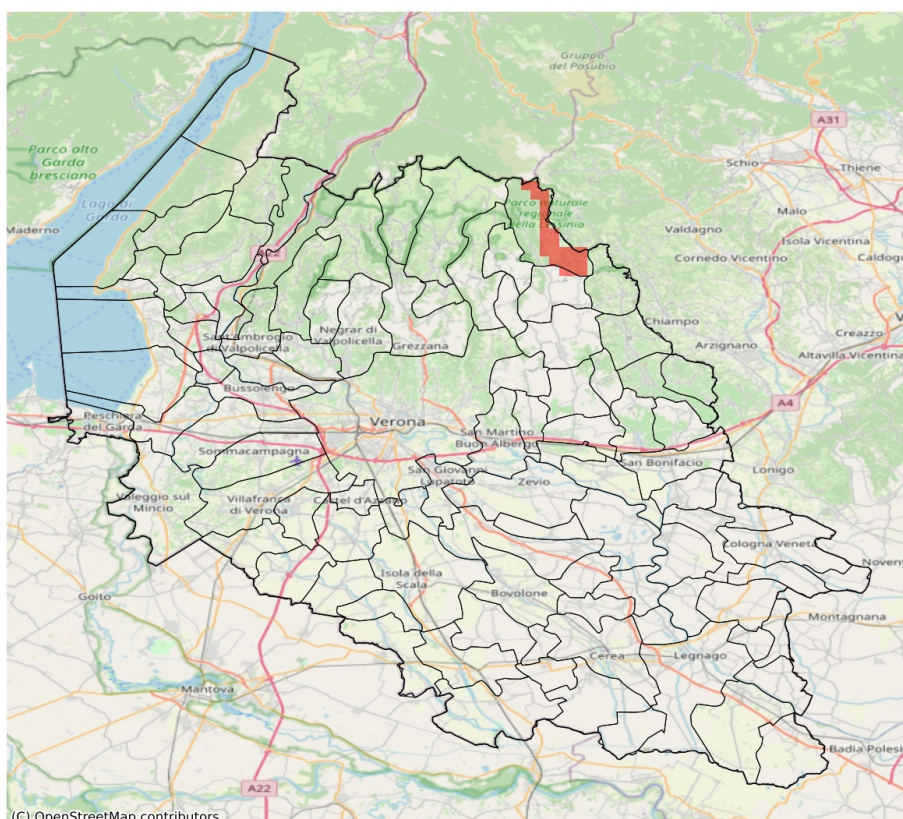 Gruppo
del Pasubio
A31
Parco alto
Garda
bresciano
Schio
Thiene
Lago di
Garda
Parco naturale
regionale
della Lessinia
Malo
Maderno
Valdagno
Isola Vicentina
A22
Cornedo Vicentino
Caldogn
Chiampo
Sant'Ambrogio
di Valpolicella
Negrar di
Valpolicella
Grezzana
Arzignano
Creazzo
Altavilla Vicentina
Bussolengo
A4
Peschiera
del Garda
Verona
San Martino
Buon Albergo
Sommacampagna
San Giovanni
Lupatoto
San Bonifacio
Lonigo
Zevio
Valeggio sul
Mincio
Villafranca
di Verona
Castel d'Azzano
Cologna Veneta
Noven
Isola della
Scala
Goito
Bovolone
Montagnana
Cerea
Legnago
Mantova
Badia Polesi
A22
(C) OpenStreetMap contributors